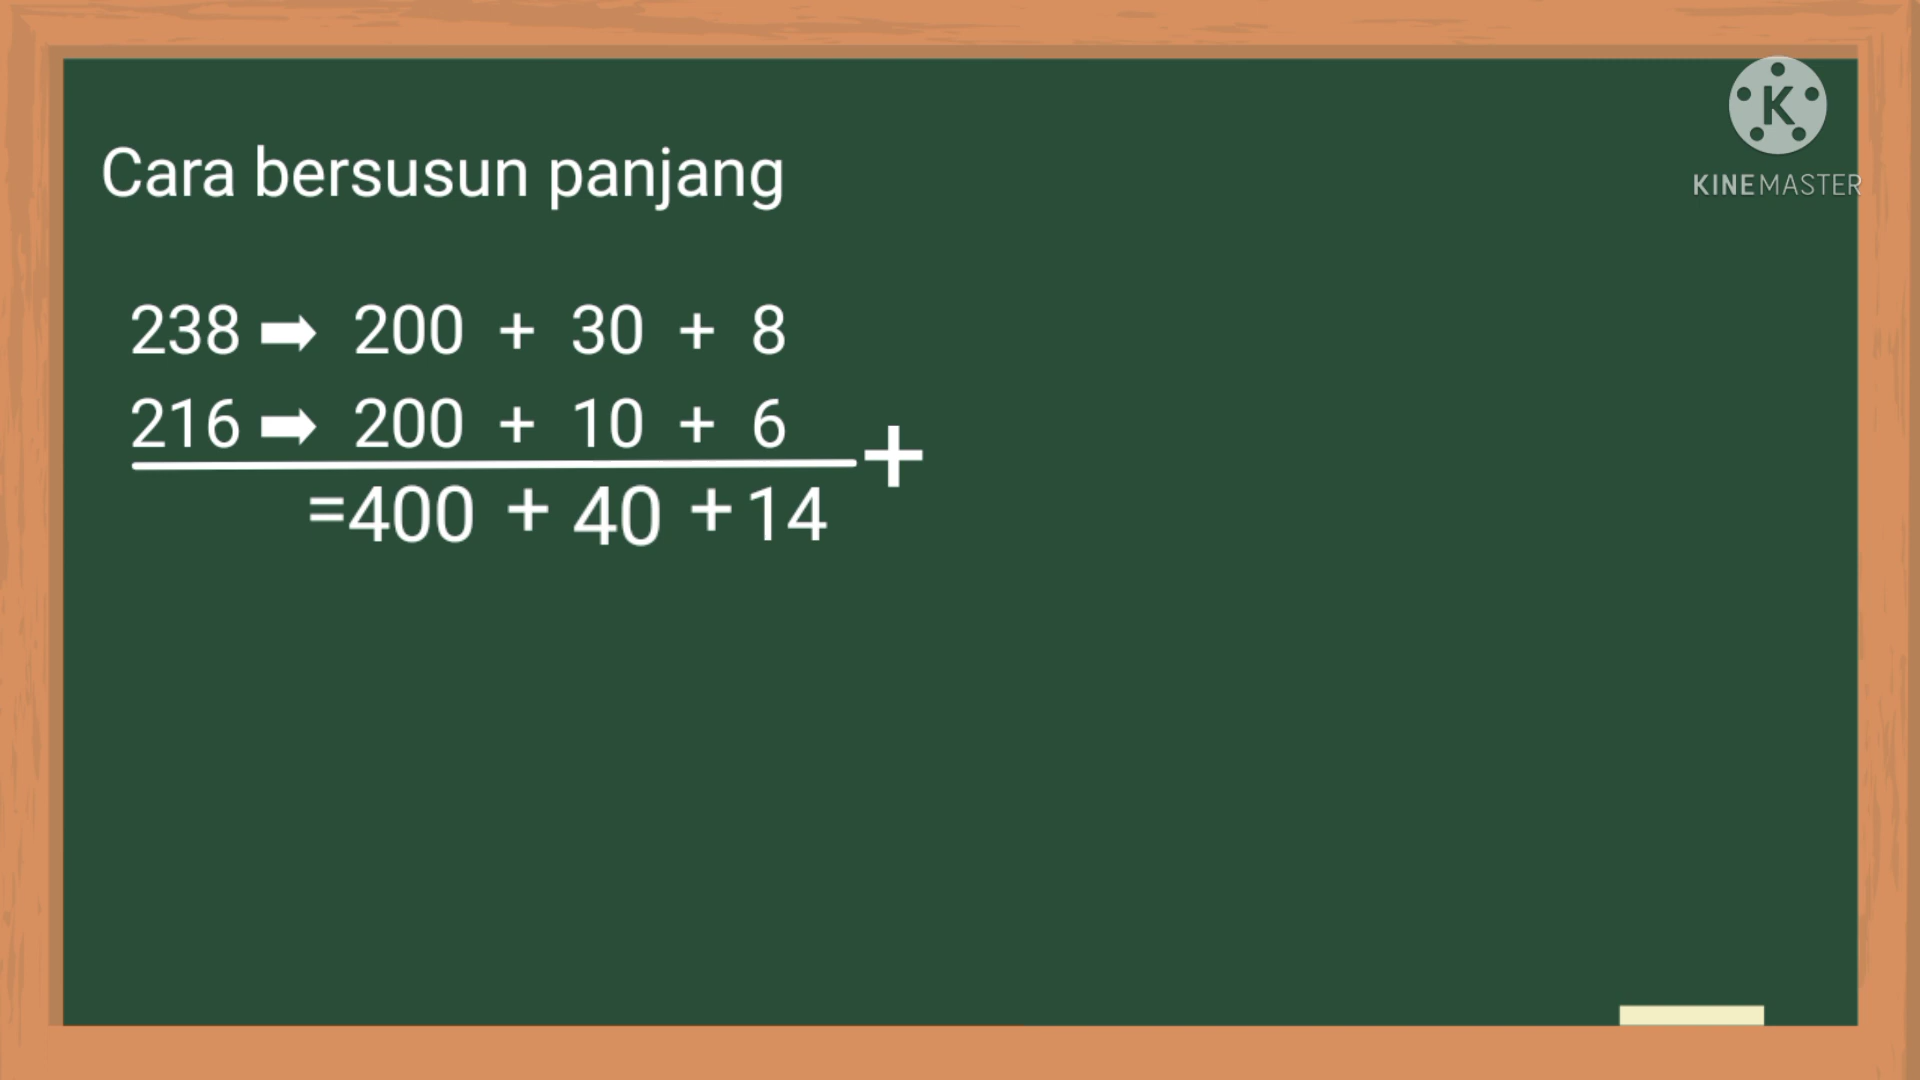 Cara bersusun panjang
KINEMASTER
238 ➡ 200 + 30 + 8
216 ➡ 200 + 10 + 6 +
=400 + 40 + 14